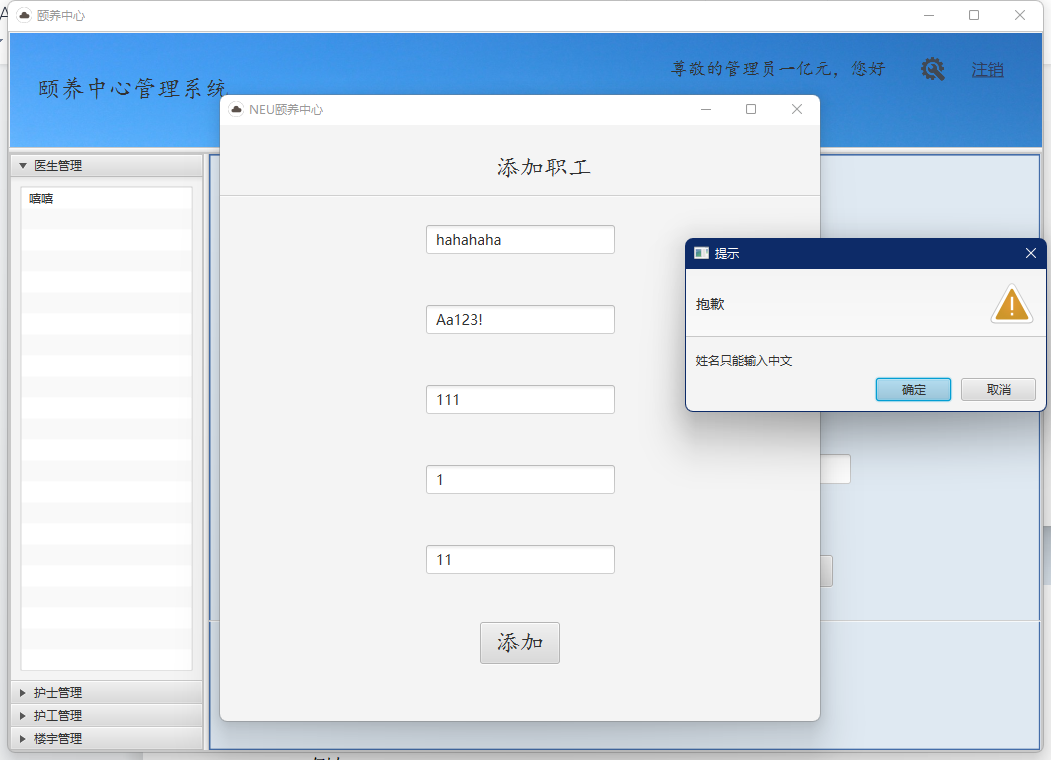 颐养中心
颐养中心管理系统
尊敬的管理员一亿元，您好
注销
NEU颐养中心
医生管理
嘻嘻
添加职工
hahahaha
Aa123!
111
1
11
添加
提示
抱歉
姓名只能输入中文
确定
取消
护士管理
护工管理
楼宇管理